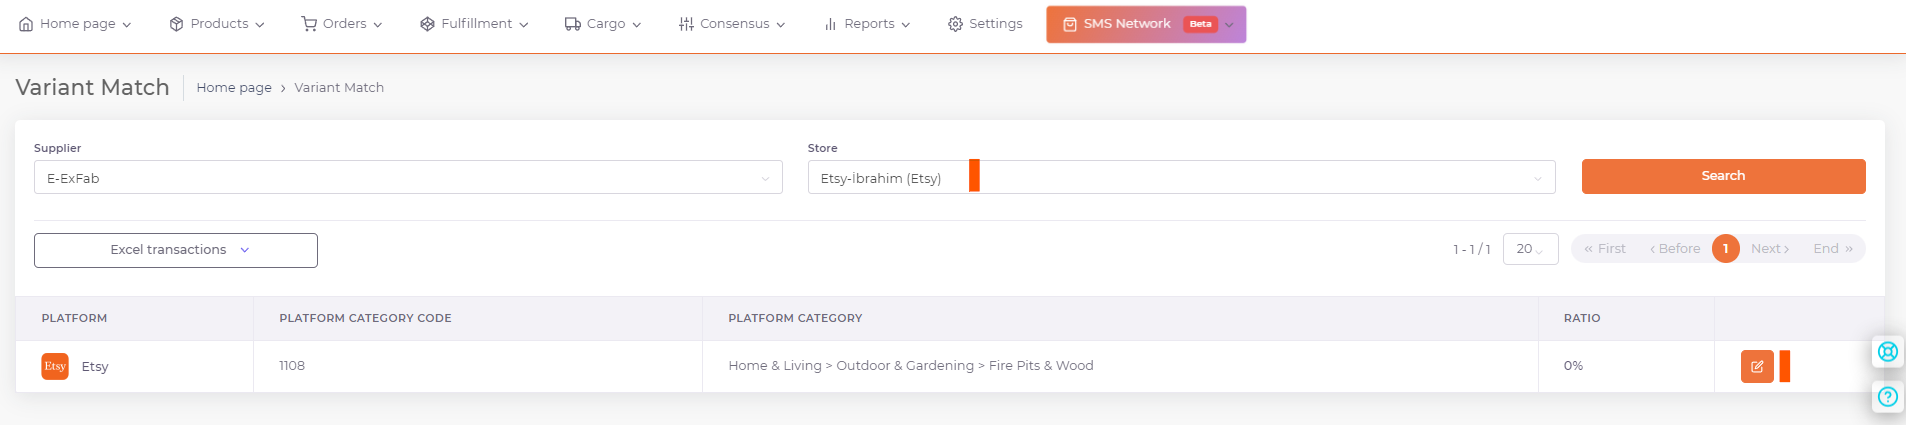 Home page Products Orders Fulfillment Cargo Consensus Reports Settings SMS Network Beta
Variant Match Home page > Variant Match
Supplier Store
E-ExFab Etsy-İbrahim (Etsy) Search
Excel transactions 1 - 1 / 1 20 « First ‹ Before 1 Next › End »
PLATFORM PLATFORM CATEGORY CODE PLATFORM CATEGORY RATIO
Etsy Etsy 1108 Home & Living > Outdoor & Gardening > Fire Pits & Wood 0%